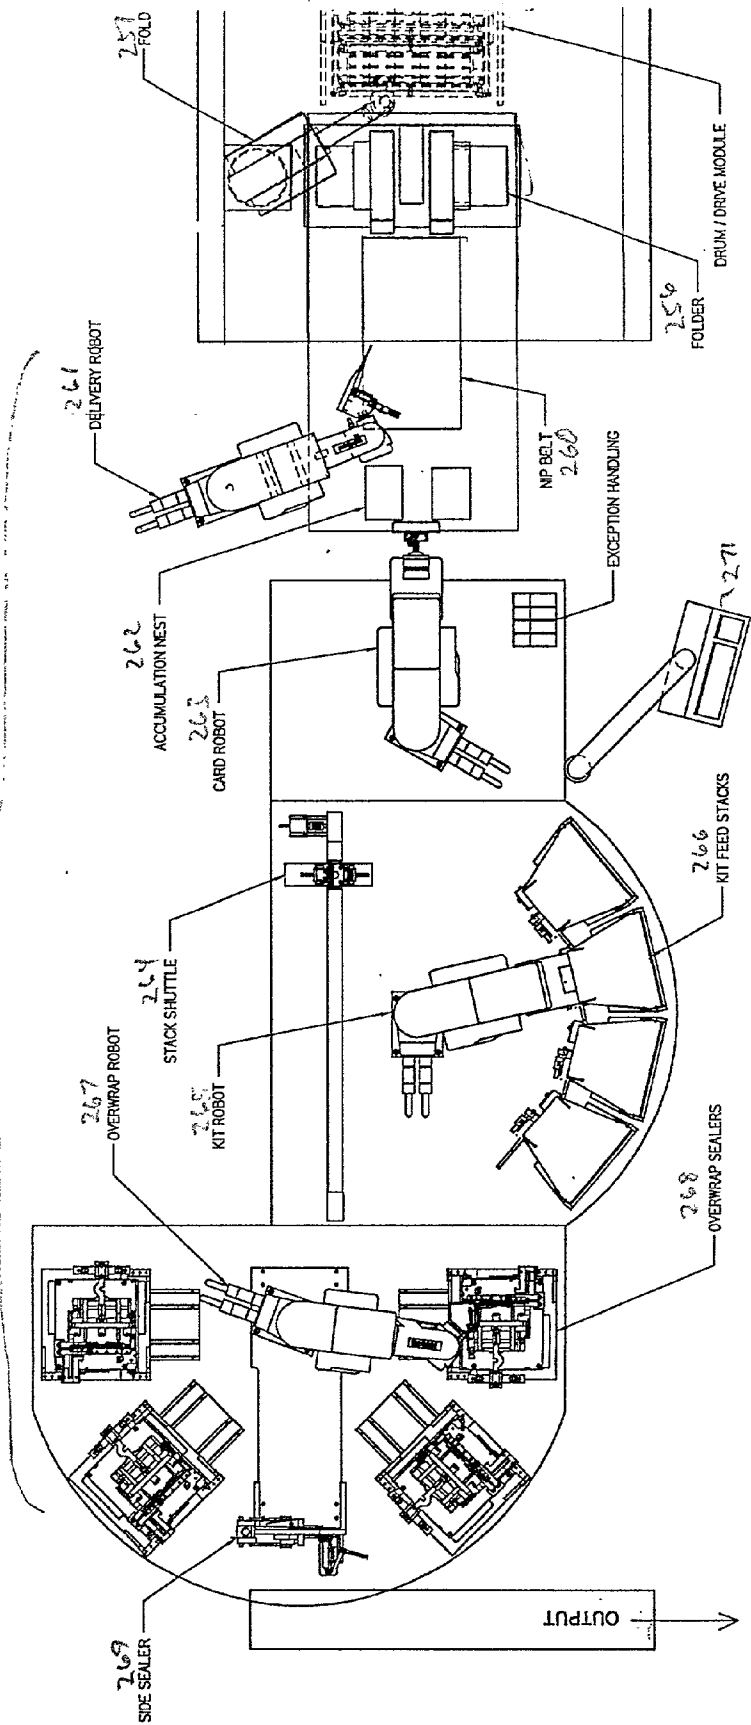 257
FOLD
261
DELIVERY ROBOT
262
ACCUMULATION NEST
263
CARD ROBOT
264
STACK SHUTTLE
267
OVERWRAP ROBOT
265
KIT ROBOT
269
SIDE SEALER
DRUM / DRIVE MODULE
256
FOLDER
NIP BELT
260
EXCEPTION HANDLING
271
266
KIT FEED STACKS
268
OVERWRAP SEALERS
OUTPUT